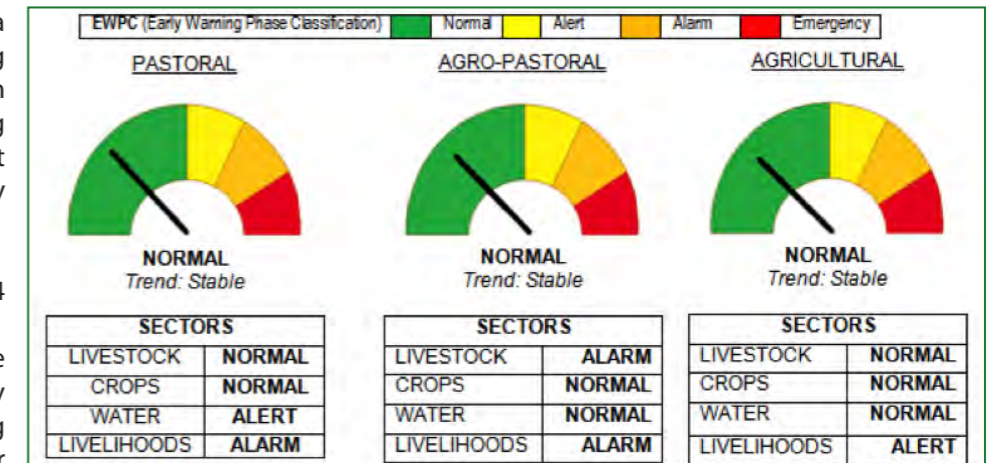 EWPC (Early Warning Phase Classification) Normal Alert Alarm Emergency
PASTORAL AGRO-PASTORAL AGRICULTURAL
NORMAL NORMAL NORMAL
Trend: Stable Trend: Stable Trend: Stable
SECTORS SECTORS SECTORS
LIVESTOCK NORMAL LIVESTOCK ALARM LIVESTOCK NORMAL
CROPS NORMAL CROPS NORMAL CROPS NORMAL
WATER ALERT WATER NORMAL WATER NORMAL
LIVELIHOODS ALARM LIVELIHOODS ALARM LIVELIHOODS ALERT